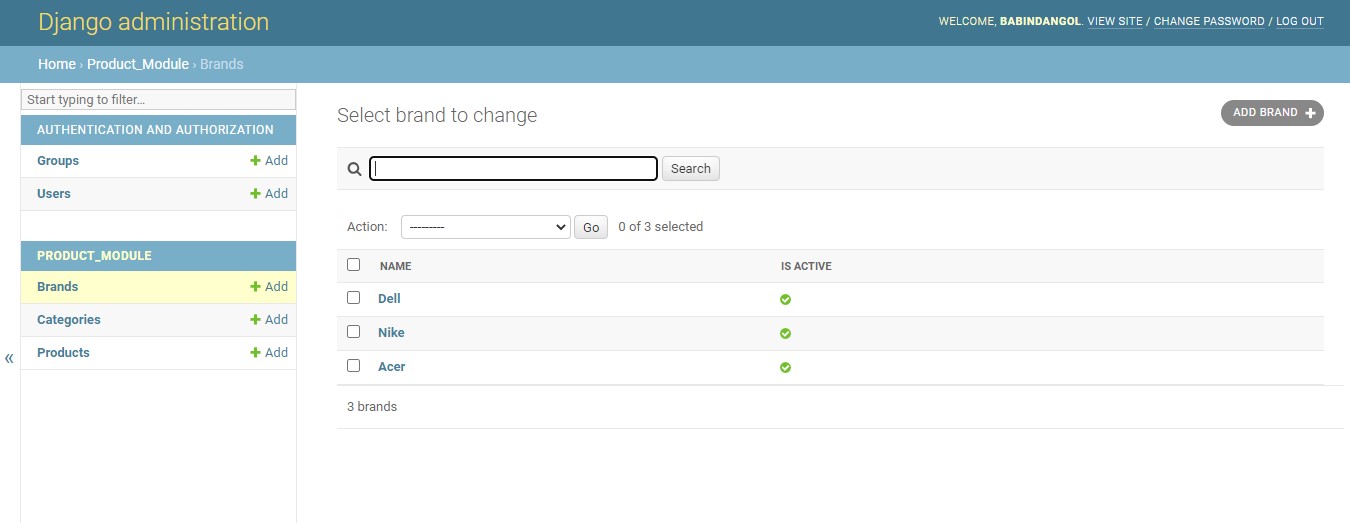 Django administration
WELCOME, BABINDANGOL. VIEW SITE / CHANGE PASSWORD / LOG OUT
Home › Product_Module › Brands
Start typing to filter...
AUTHENTICATION AND AUTHORIZATION
Groups + Add
Users + Add
PRODUCT_MODULE
Brands + Add
Categories + Add
Products + Add
«
Select brand to change
ADD BRAND +
Search
Action: --------- Go 0 of 3 selected
NAME IS ACTIVE
Dell
Nike
Acer
3 brands